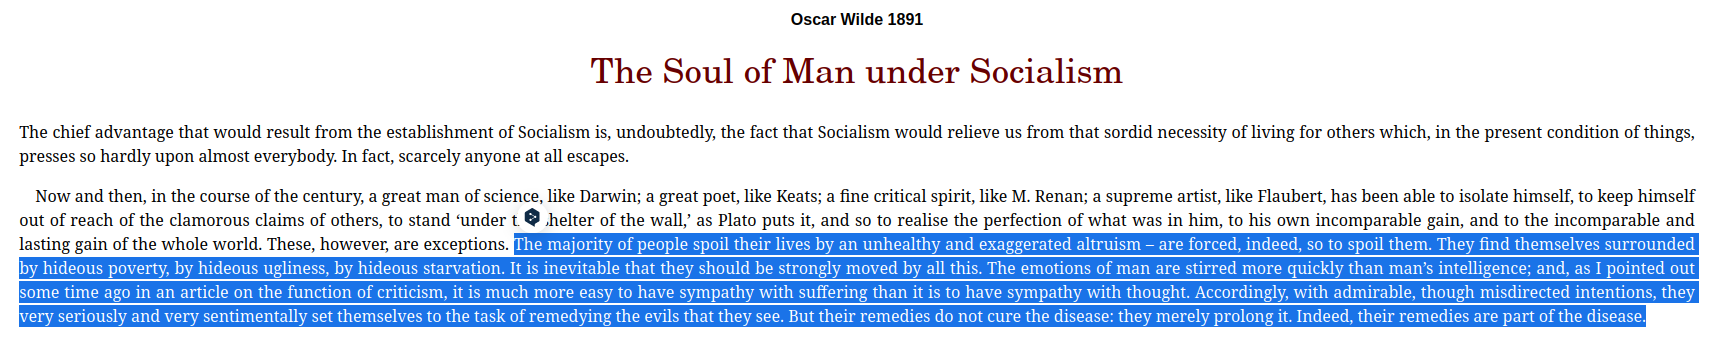 Oscar Wilde 1891
The Soul of Man under Socialism
The chief advantage that would result from the establishment of Socialism is, undoubtedly, the fact that Socialism would relieve us from that sordid necessity of living for others which, in the present condition of things,
presses so hardly upon almost everybody. In fact, scarcely anyone at all escapes.
Now and then, in the course of the century, a great man of science, like Darwin; a great poet, like Keats; a fine critical spirit, like M. Renan; a supreme artist, like Flaubert, has been able to isolate himself, to keep himself
out of reach of the clamorous claims of others, to stand ‘under of the wall,’ as Plato puts it, and so to realise the perfection of what was in him, to his own incomparable gain, and to the incomparable and
lasting gain of the whole world. These, however, are exceptions. The majority of people spoil their lives by an unhealthy and exaggerated altruism – are forced, indeed, so to spoil them. They find themselves surrounded
by hideous poverty, by hideous ugliness, by hideous starvation. It is inevitable that they should be strongly moved by all this. The emotions of man are stirred more quickly than man’s intelligence; and, as I pointed out
some time ago in an article on the function of criticism, it is much more easy to have sympathy with suffering than it is to have sympathy with thought. Accordingly, with admirable, though misdirected intentions, they
very seriously and very sentimentally set themselves to the task of remedying the evils that they see. But their remedies do not cure the disease: they merely prolong it. Indeed, their remedies are part of the disease.